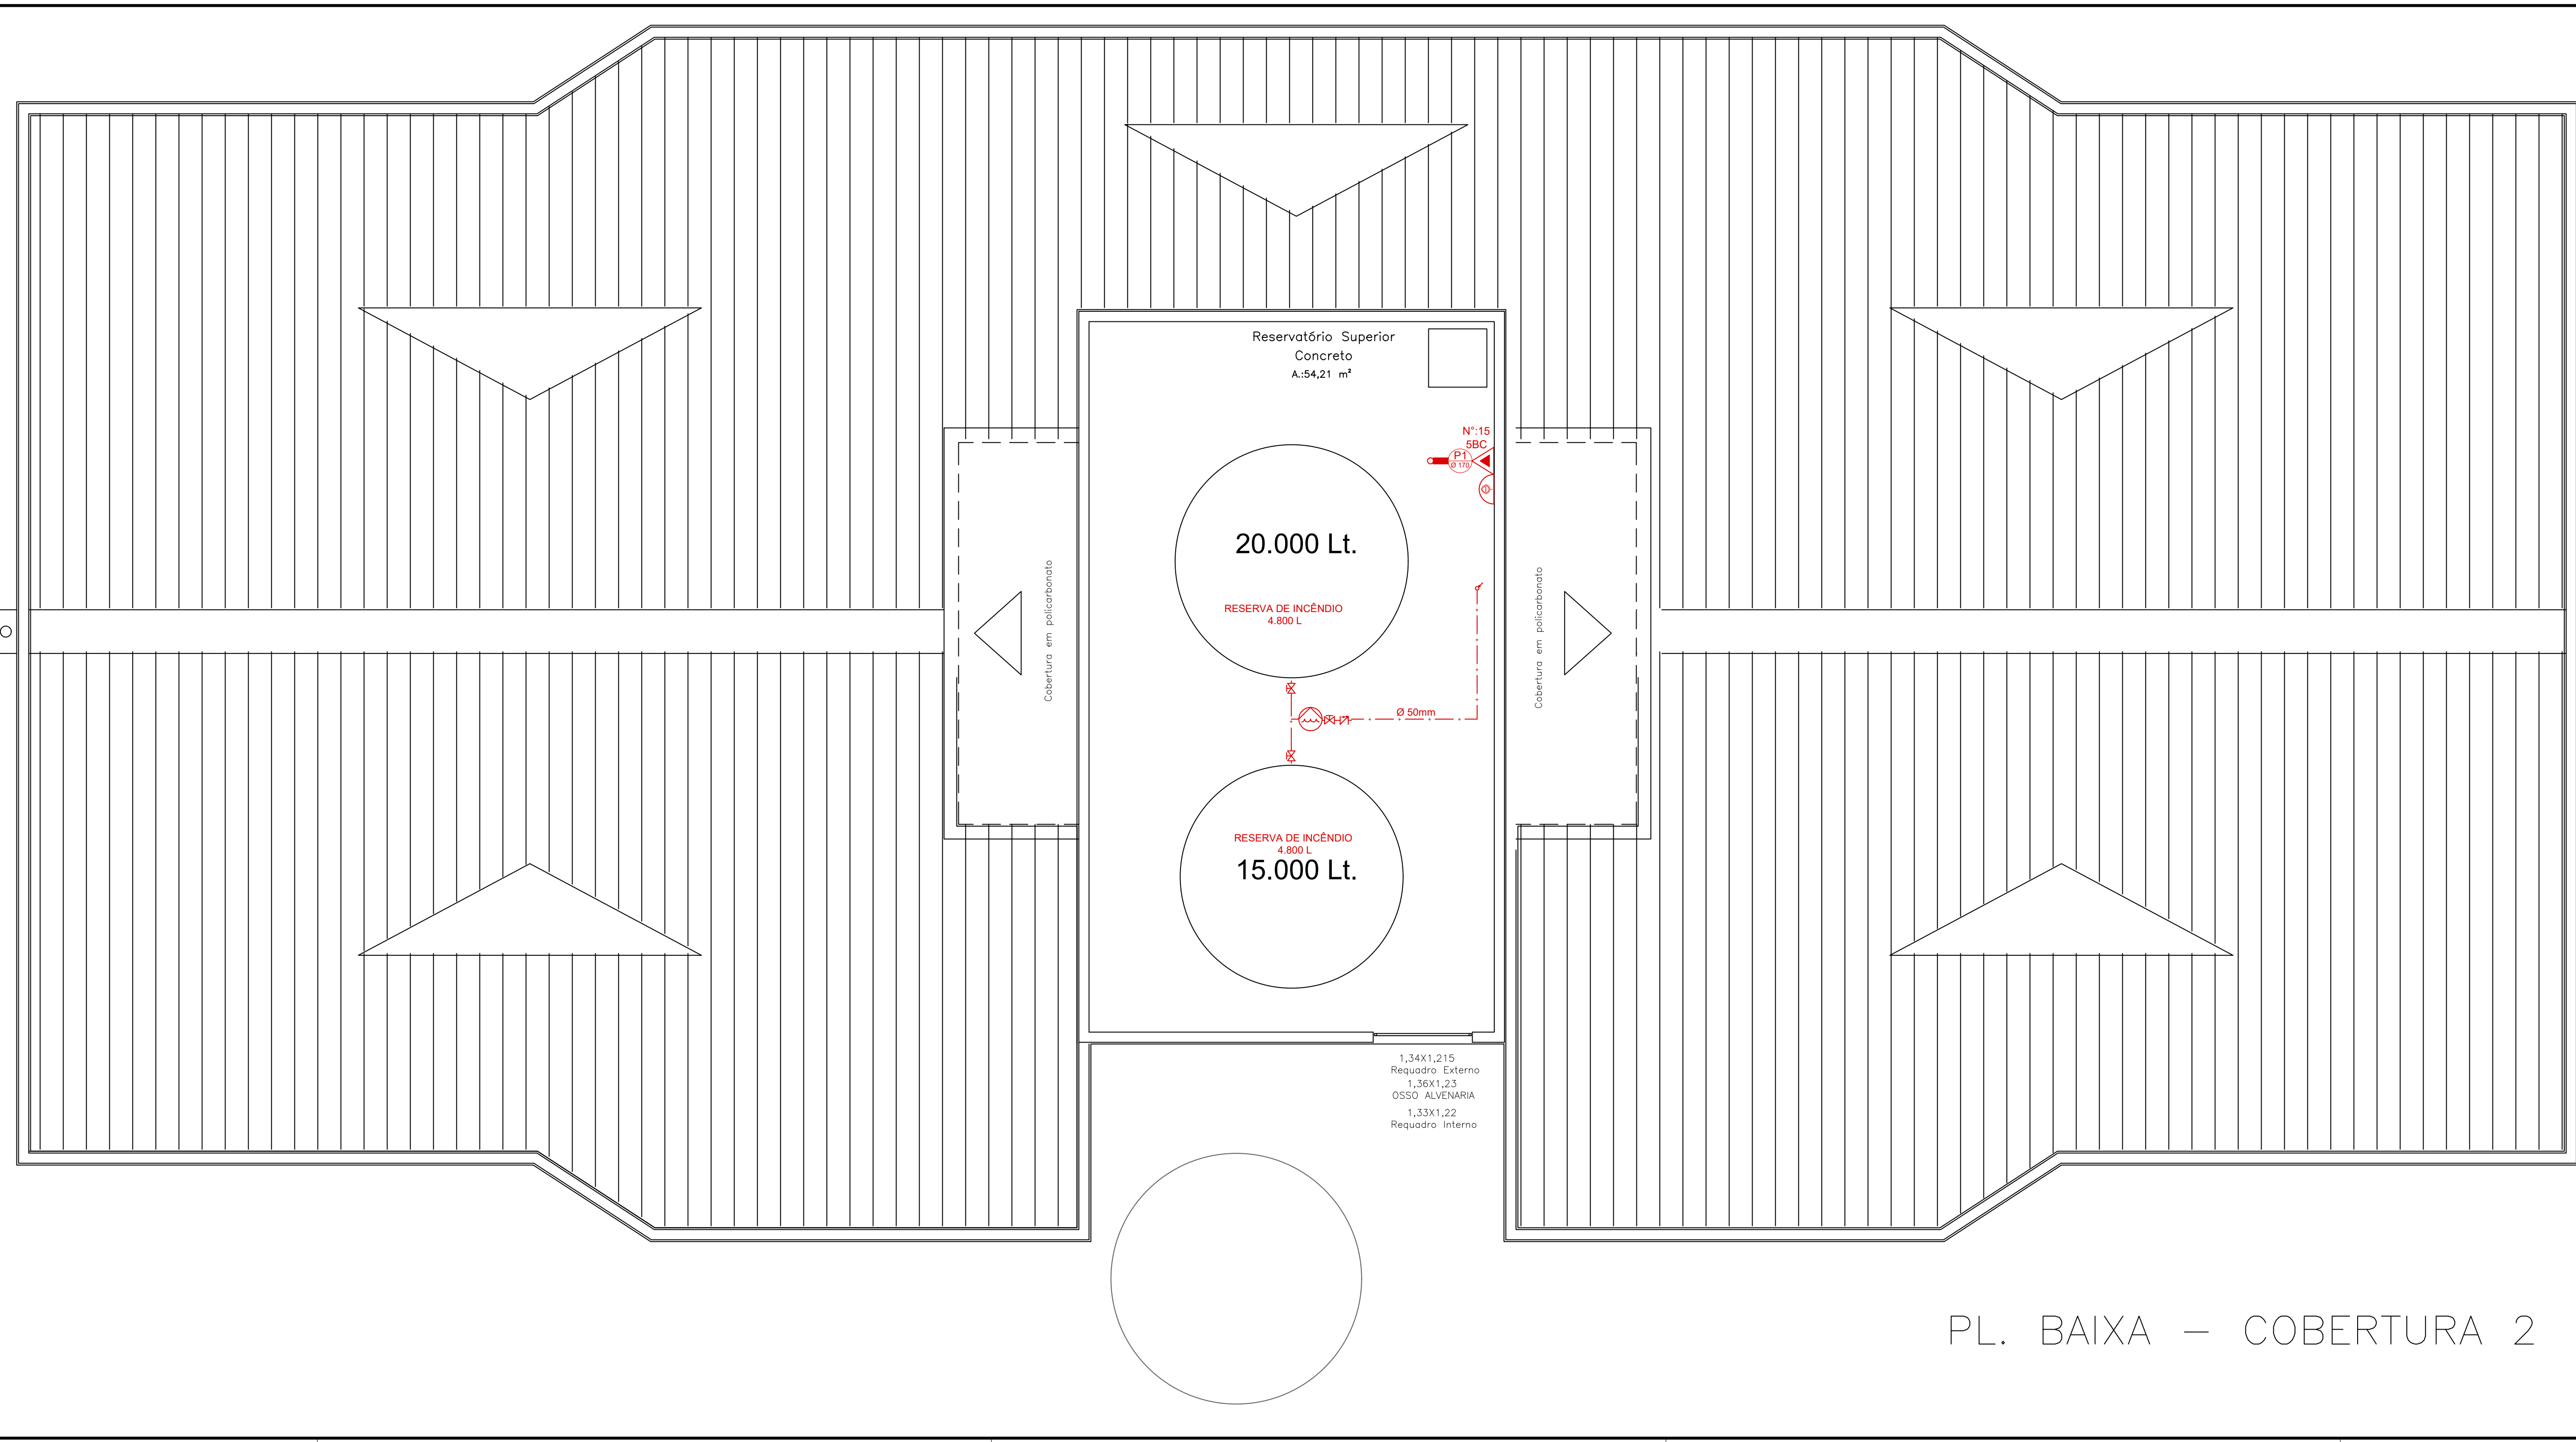 Reservatório Superior
Concreto
A.:54,21 m²
N°:15
5BC
P1
Ø 170
20.000 Lt.
RESERVA DE INCÊNDIO
4.800 L
Cobertura em policarbonato
Cobertura em policarbonato
Ø 50mm
RESERVA DE INCÊNDIO
4.800 L
15.000 Lt.
1,34X1,215
Requadro Externo
1,36X1,23
OSSO ALVENARIA
1,33X1,22
Requadro Interno
PL. BAIXA – COBERTURA 2